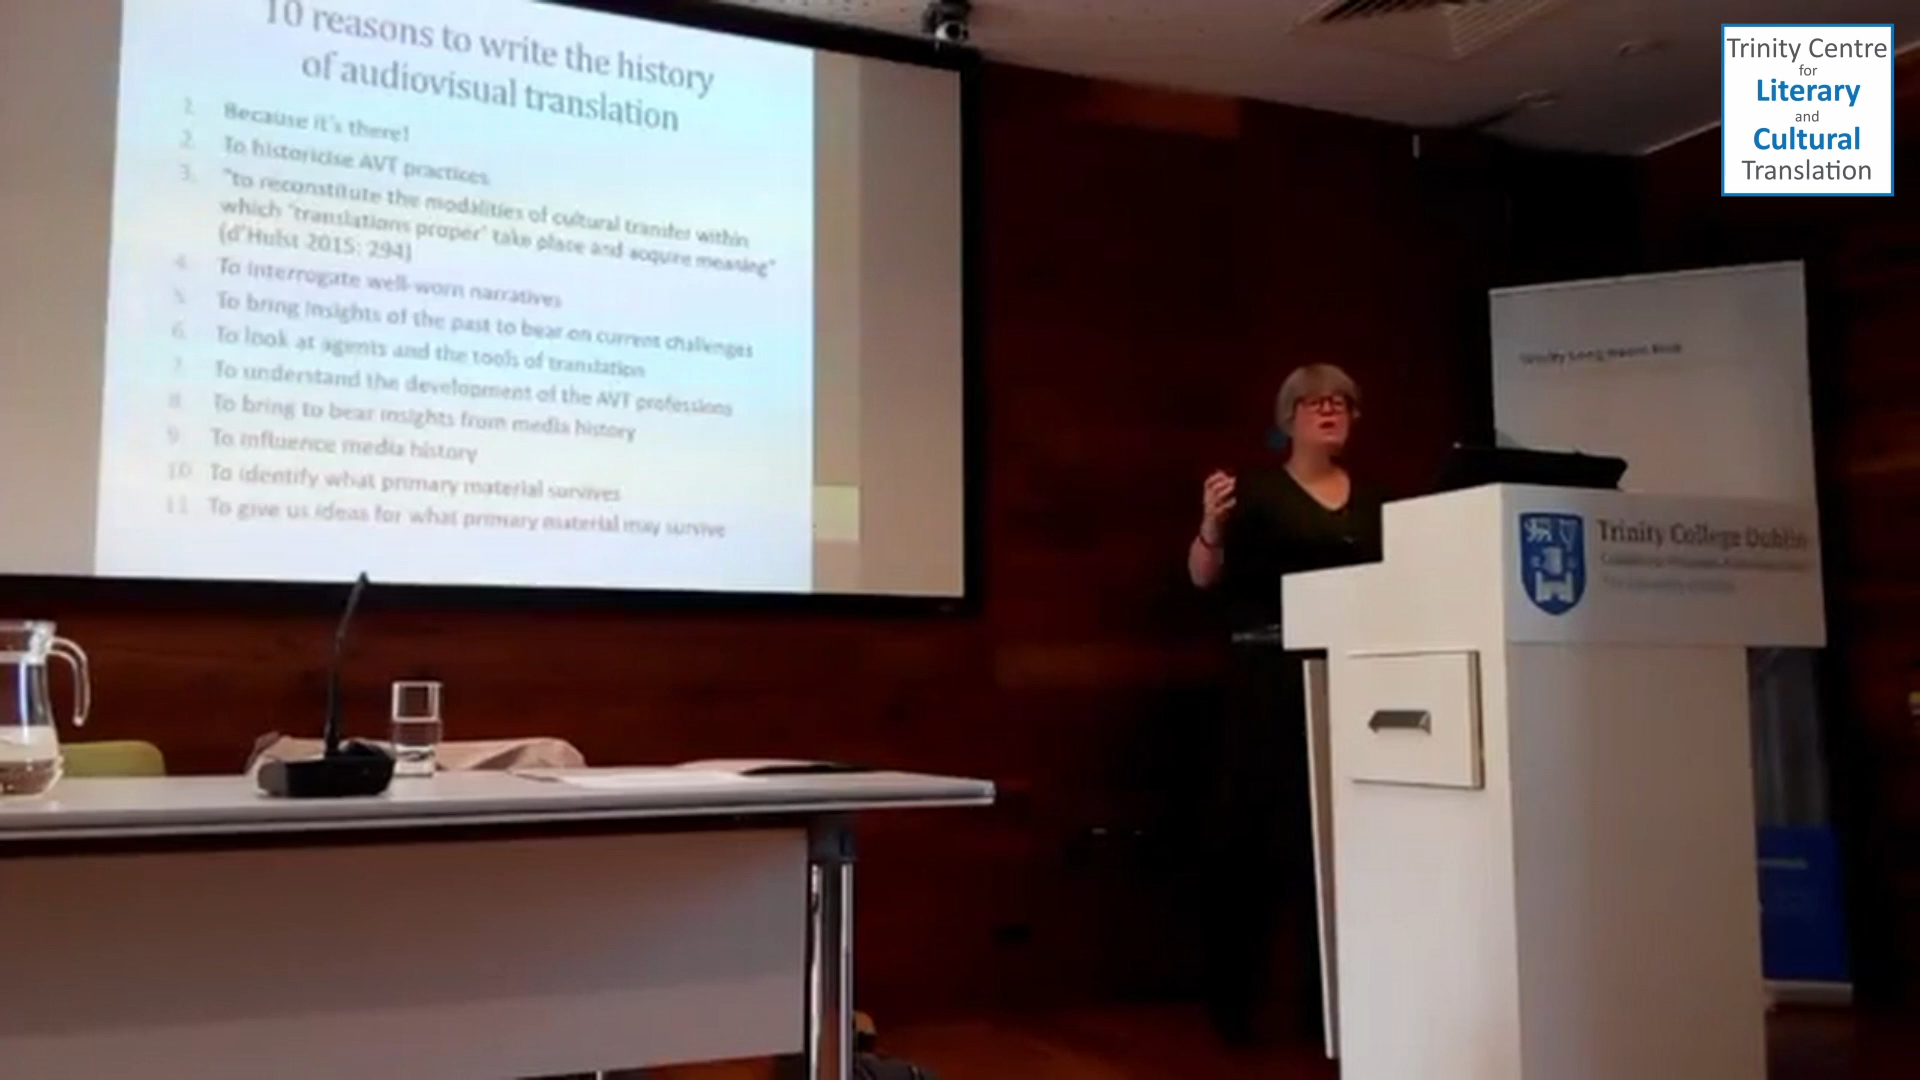 10 reasons to write the history
of audiovisual translation
1. Because it's there!
2. To historicise AVT practices.
3. "to reconstitute the modalities of cultural transfer within
which 'translations proper' take place and acquire meaning"
(d'Hulst 2015: 294)
4. To interrogate well-worn narratives
5. To bring insights of the past to bear on current challenges
6. To look at agents and the tools of translation
7. To understand the development of the AVT professions
8. To bring to bear insights from media history
9. To influence media history
10. To identify what primary material survives
11. To give us ideas for what primary material may survive
Trinity Centre
for
Literary
and
Cultural
Translation
Trinity Long Room Hub
Trinity College Dublin